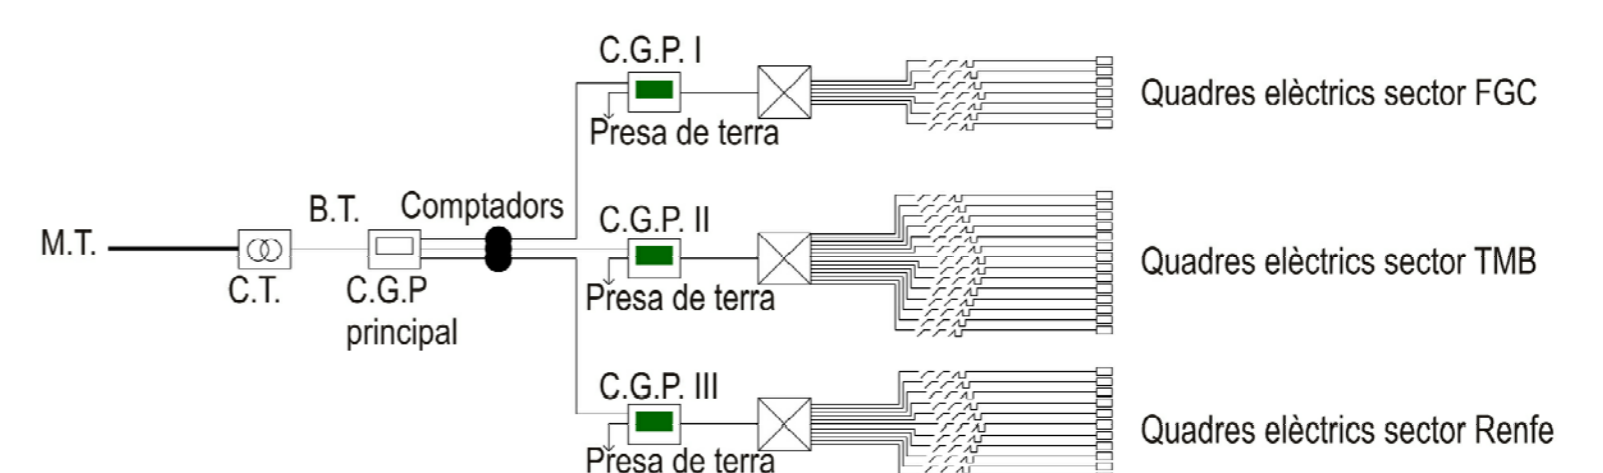 C.G.P. I
Presa de terra
Quadres elèctrics sector FGC
M.T.
C.T.
B.T.
C.G.P
principal
Comptadors
C.G.P. II
Presa de terra
Quadres elèctrics sector TMB
C.G.P. III
Presa de terra
Quadres elèctrics sector Renfe